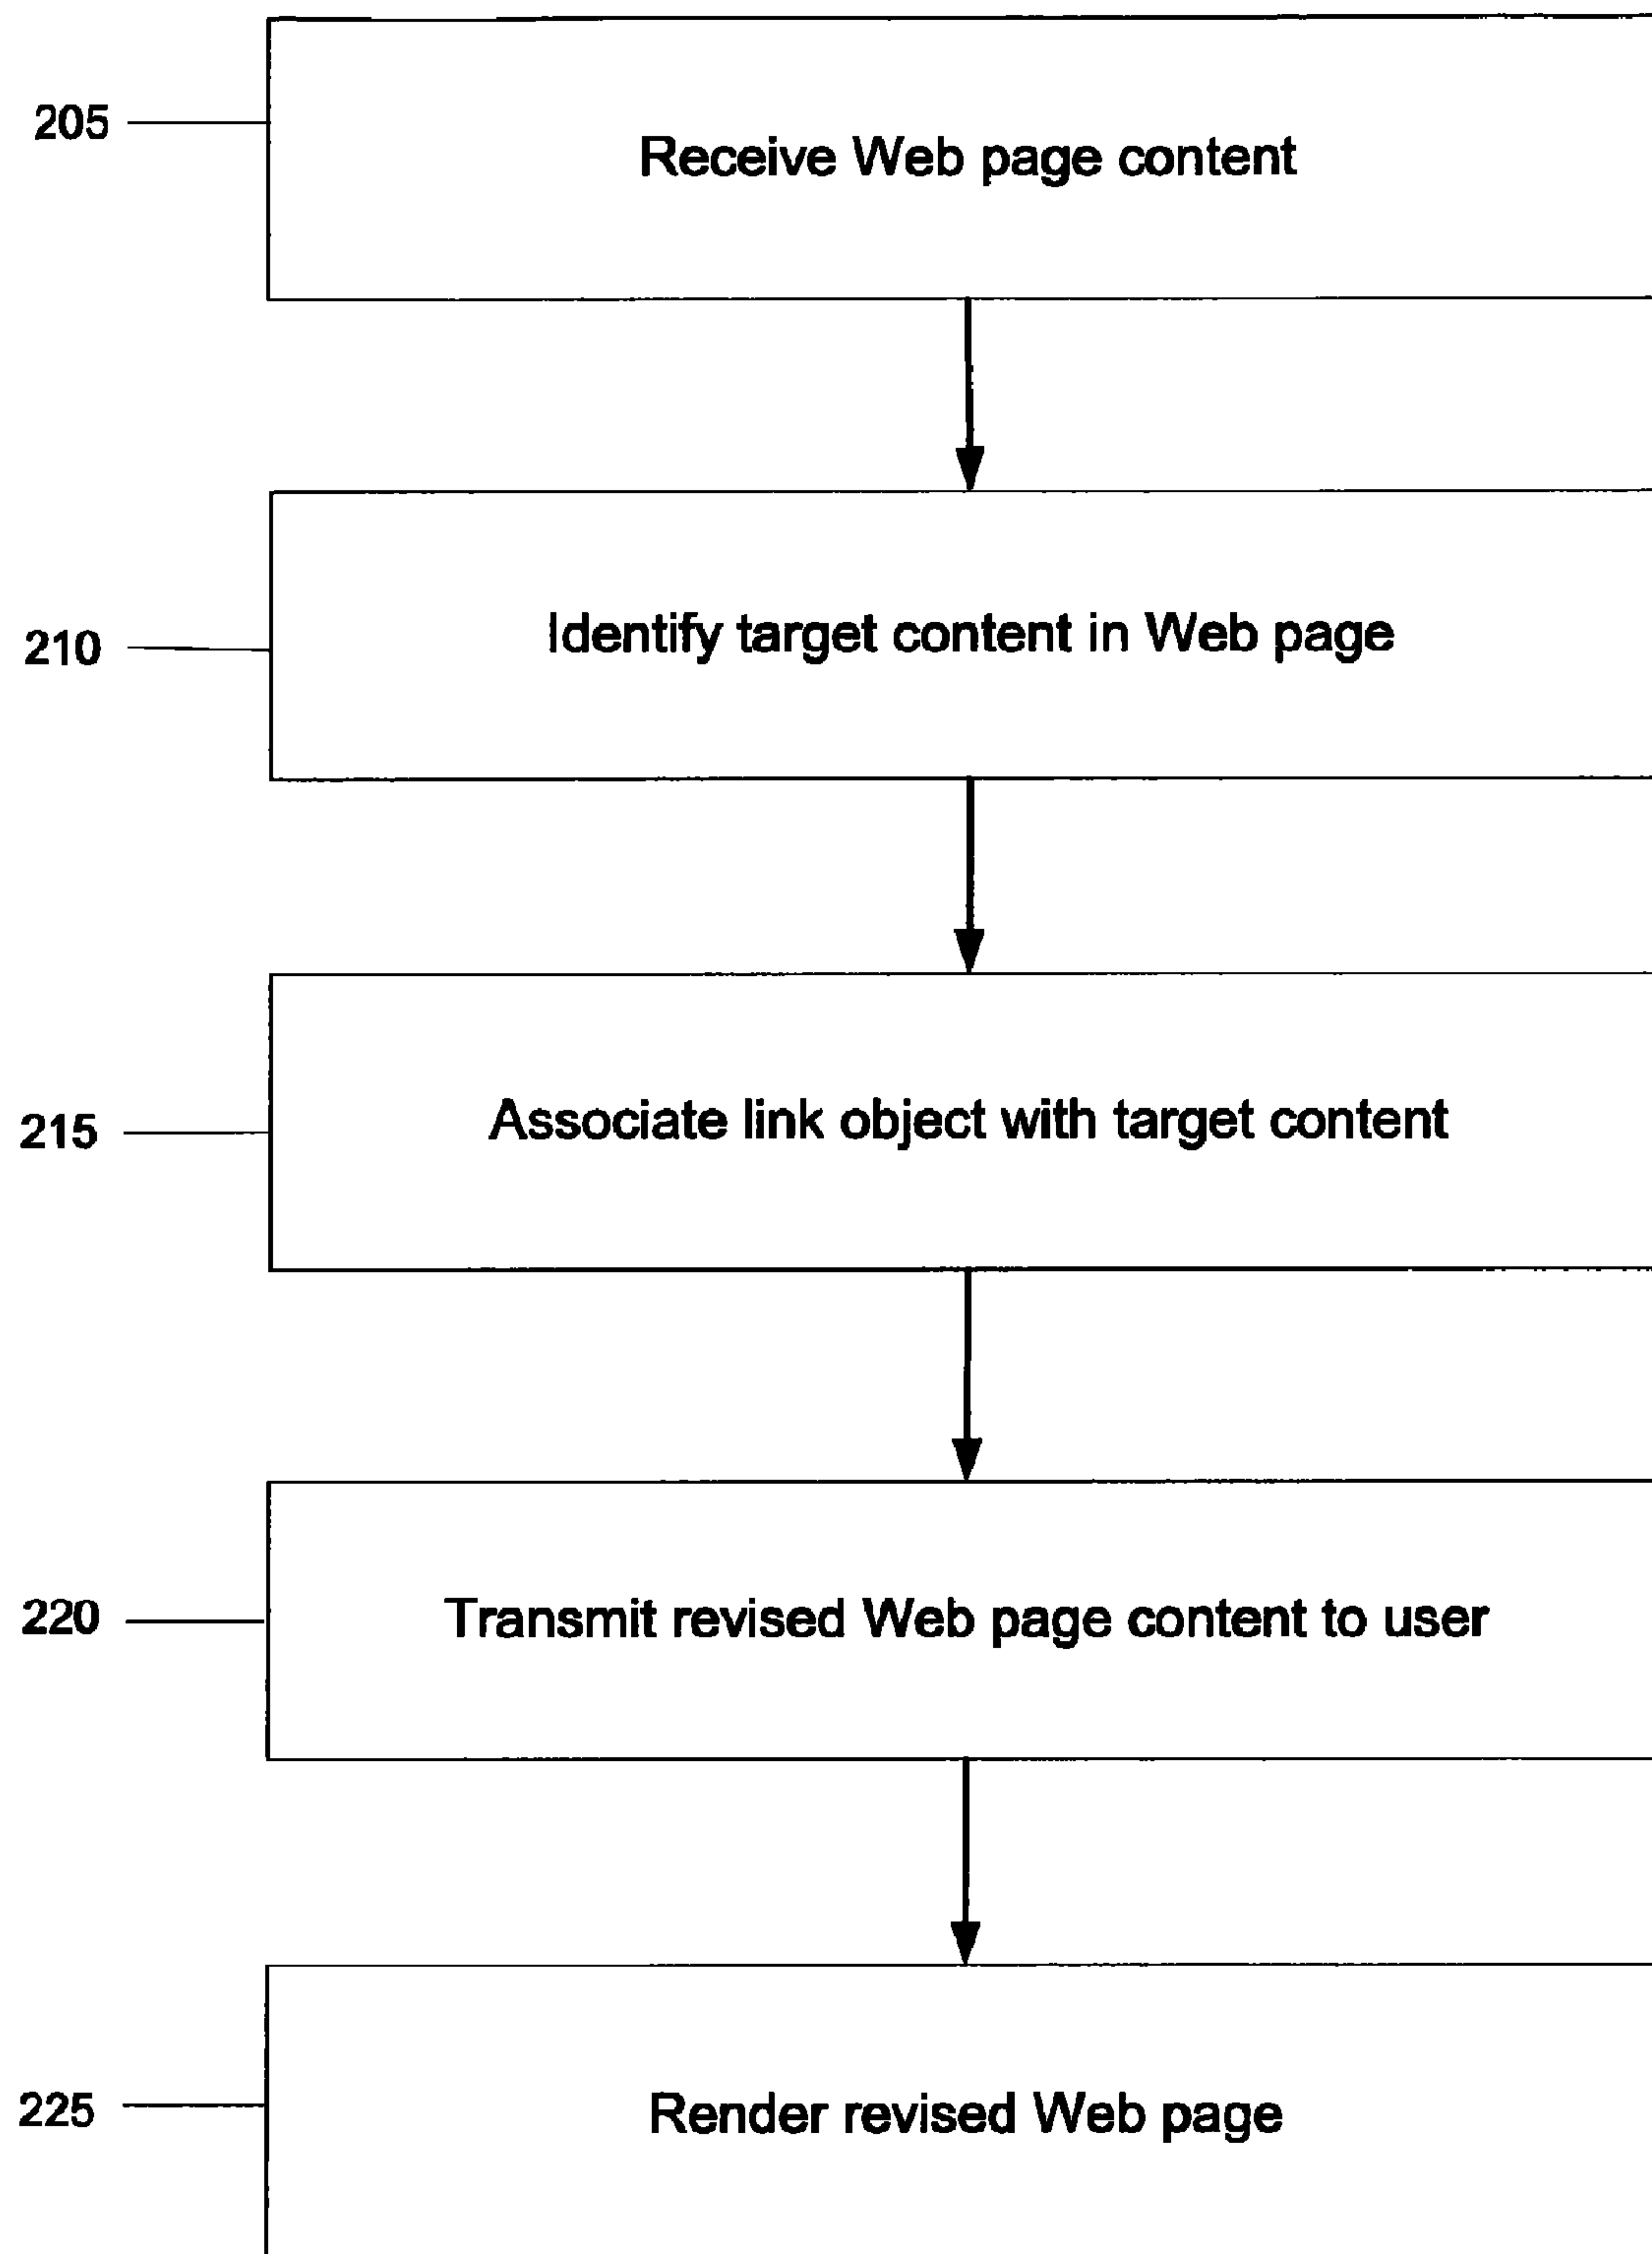 205
Receive Web page content
210
Identify target content in Web page
215
Associate link object with target content
220
Transmit revised Web page content to user
225
Render revised Web page